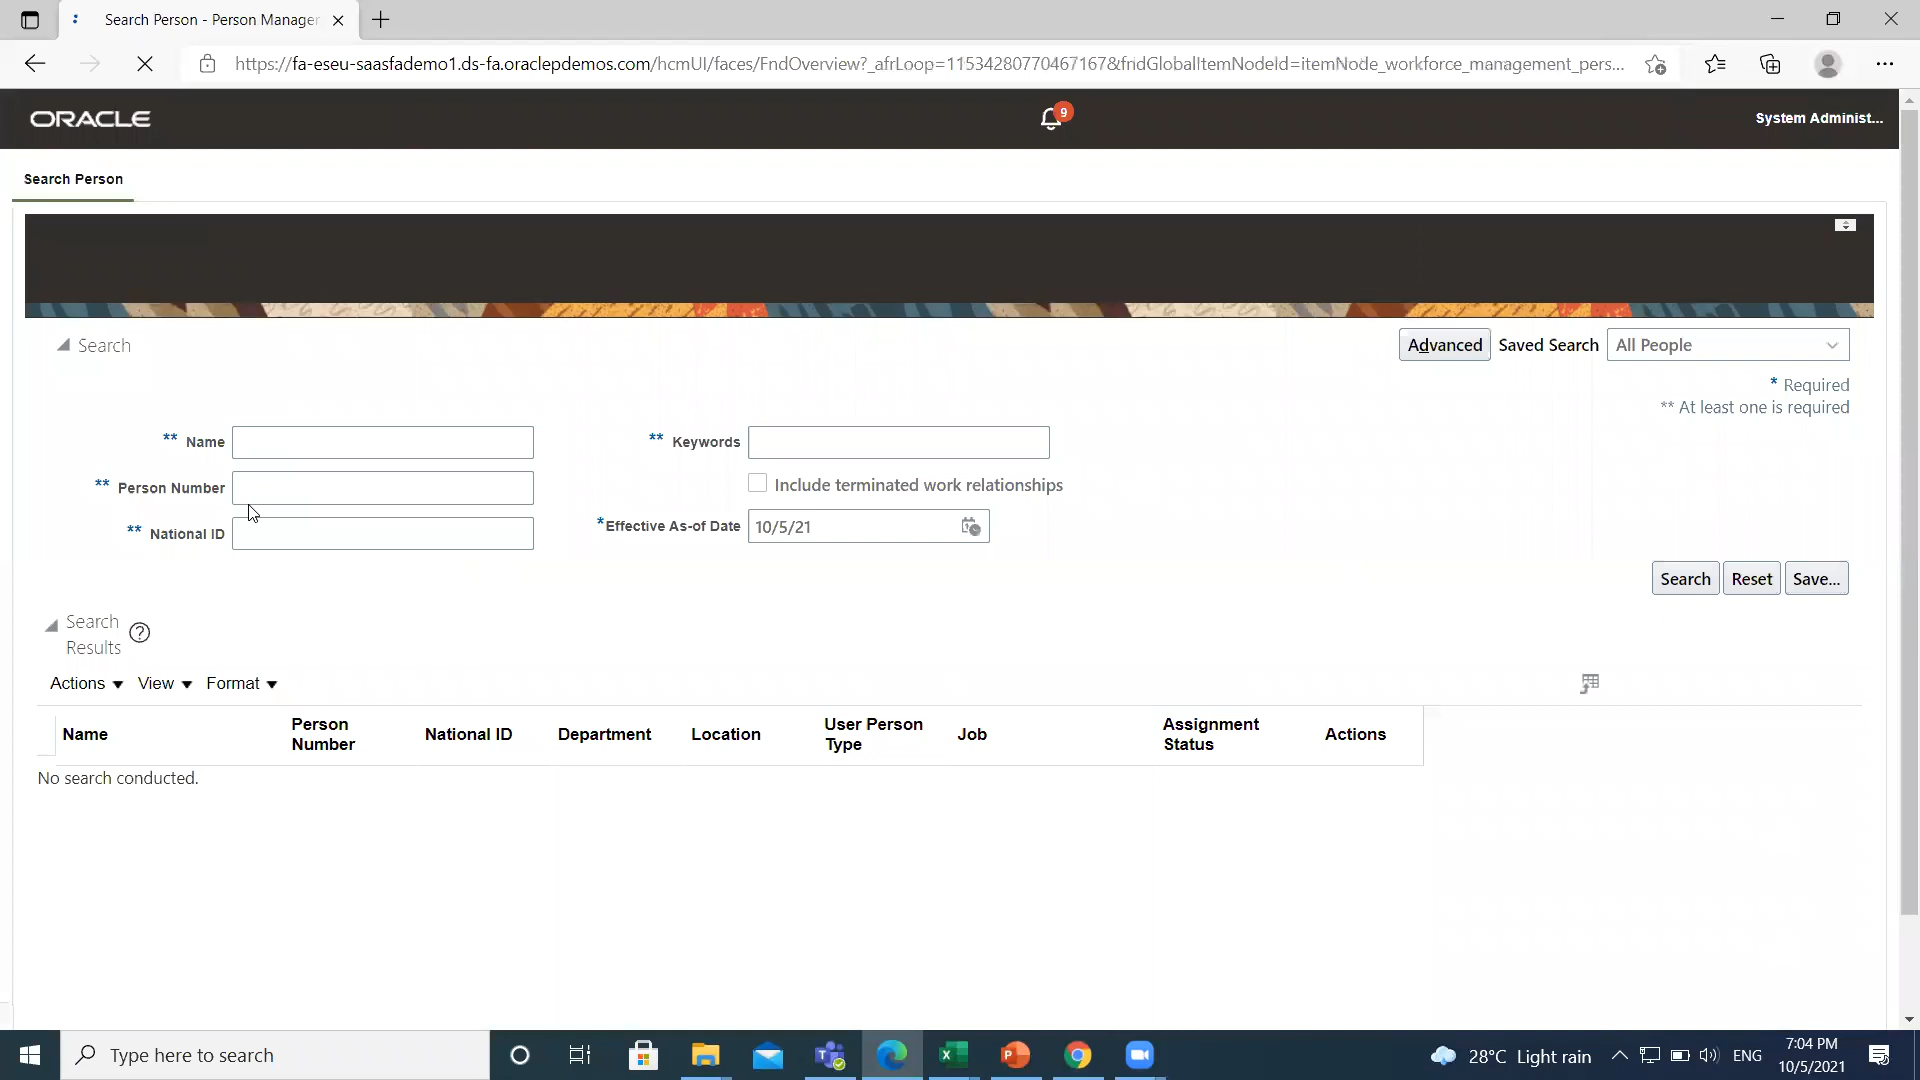 Search Person - Person Manager
https://fa-eseu-saasfademo1.ds-fa.oraclepdemos.com/hcmUI/faces/FndOverview?_afrLoop=11534280770467167&fndGlobalItemNodeId=itemNode_workforce_management_pers...
ORACLE
9
System Administ...
Search Person
Search
Advanced
Saved Search
All People
* Required
** At least one is required
** Name
** Keywords
** Person Number
Include terminated work relationships
** National ID
*Effective As-of Date
10/5/21
Search
Reset
Save...
Search Results
?
Actions
View
Format
Name
Person Number
National ID
Department
Location
User Person Type
Job
Assignment Status
Actions
No search conducted.
Type here to search
28°C Light rain
ENG
7:04 PM
10/5/2021